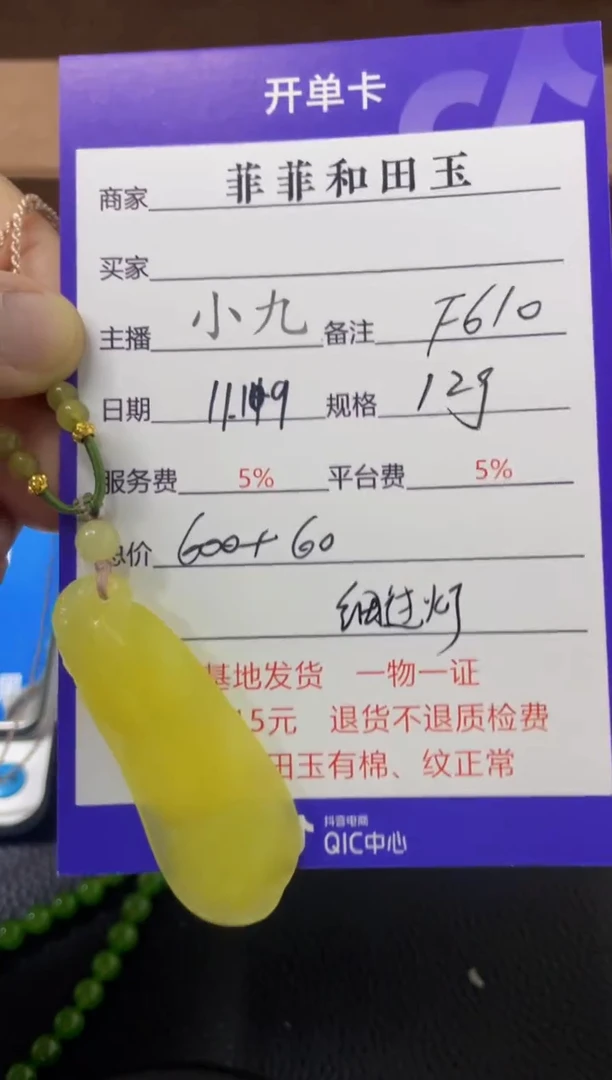 开单卡
商家 菲菲和田玉
买家
主播 小九 备注 F610
日期 11.19 规格 12g
服务费 5% 平台费 5%
总价 600+60
细过灯
基地发货 一物一证
15元 退货不退质检费
田玉有棉、纹正常
抖音电商
QIC中心